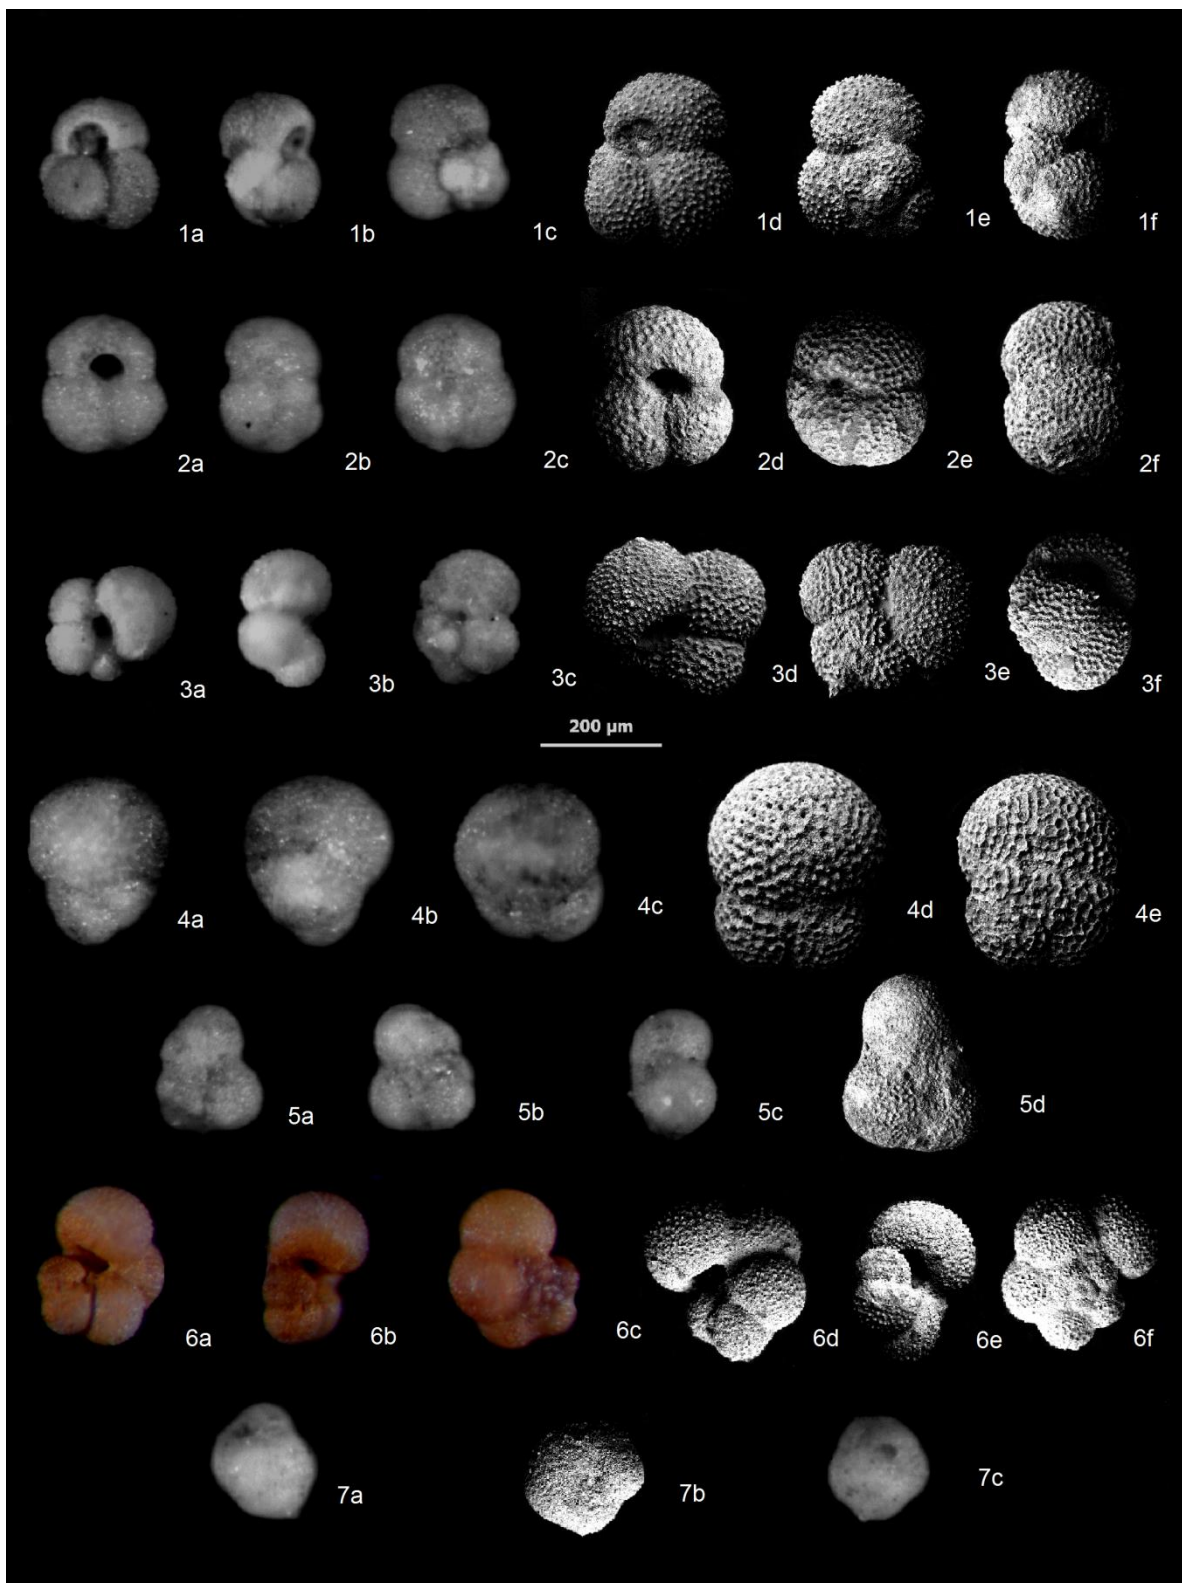 1a 1b 1c 1d 1e 1f
2a 2b 2c 2d 2e 2f
3a 3b 3c 3d 3e 3f
200 µm
4a 4b 4c 4d 4e
5a 5b 5c 5d
6a 6b 6c 6d 6e 6f
7a 7b 7c